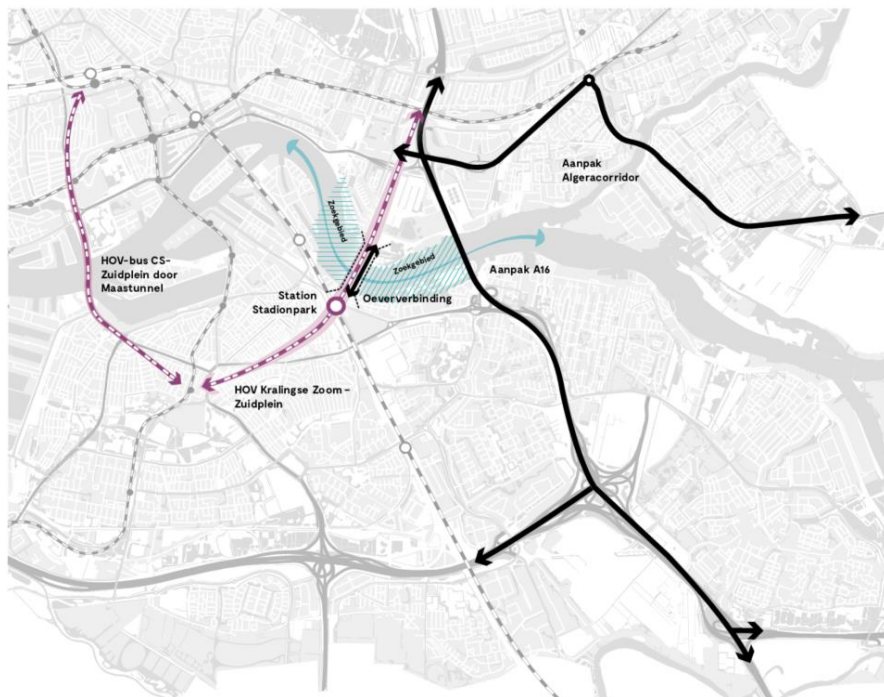 Aanpak
Algeracorridor
Zoekgebied
HOV-bus CS-
Zuidplein door
Maastunnel
Zoekgebied
Aanpak A16
Station
Stadionpark
Oeververbinding
HOV Kralingse Zoom –
Zuidplein